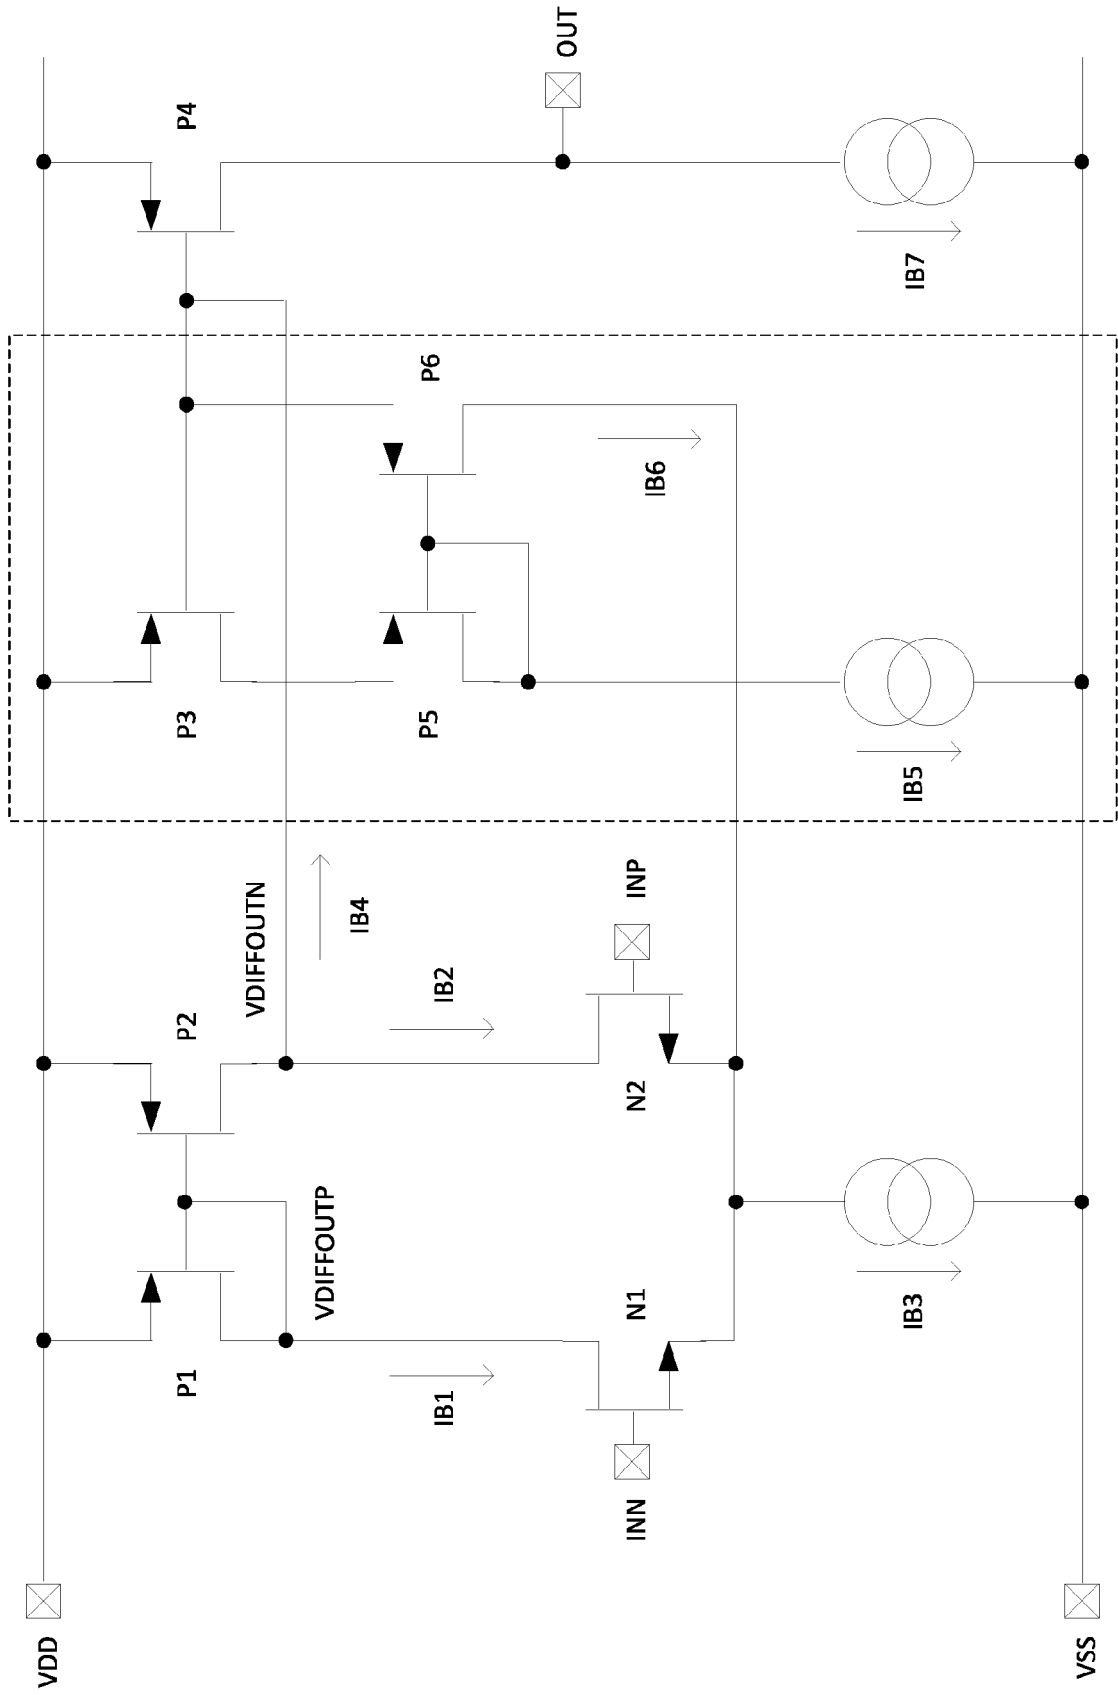 VDD
P1
P2
P3
P4
VDIFFOUTP
VDIFFOUTN
IB4
P5
P6
OUT
IB1
IB2
IB6
INN
N1
N2
INP
IB3
IB5
IB7
VSS